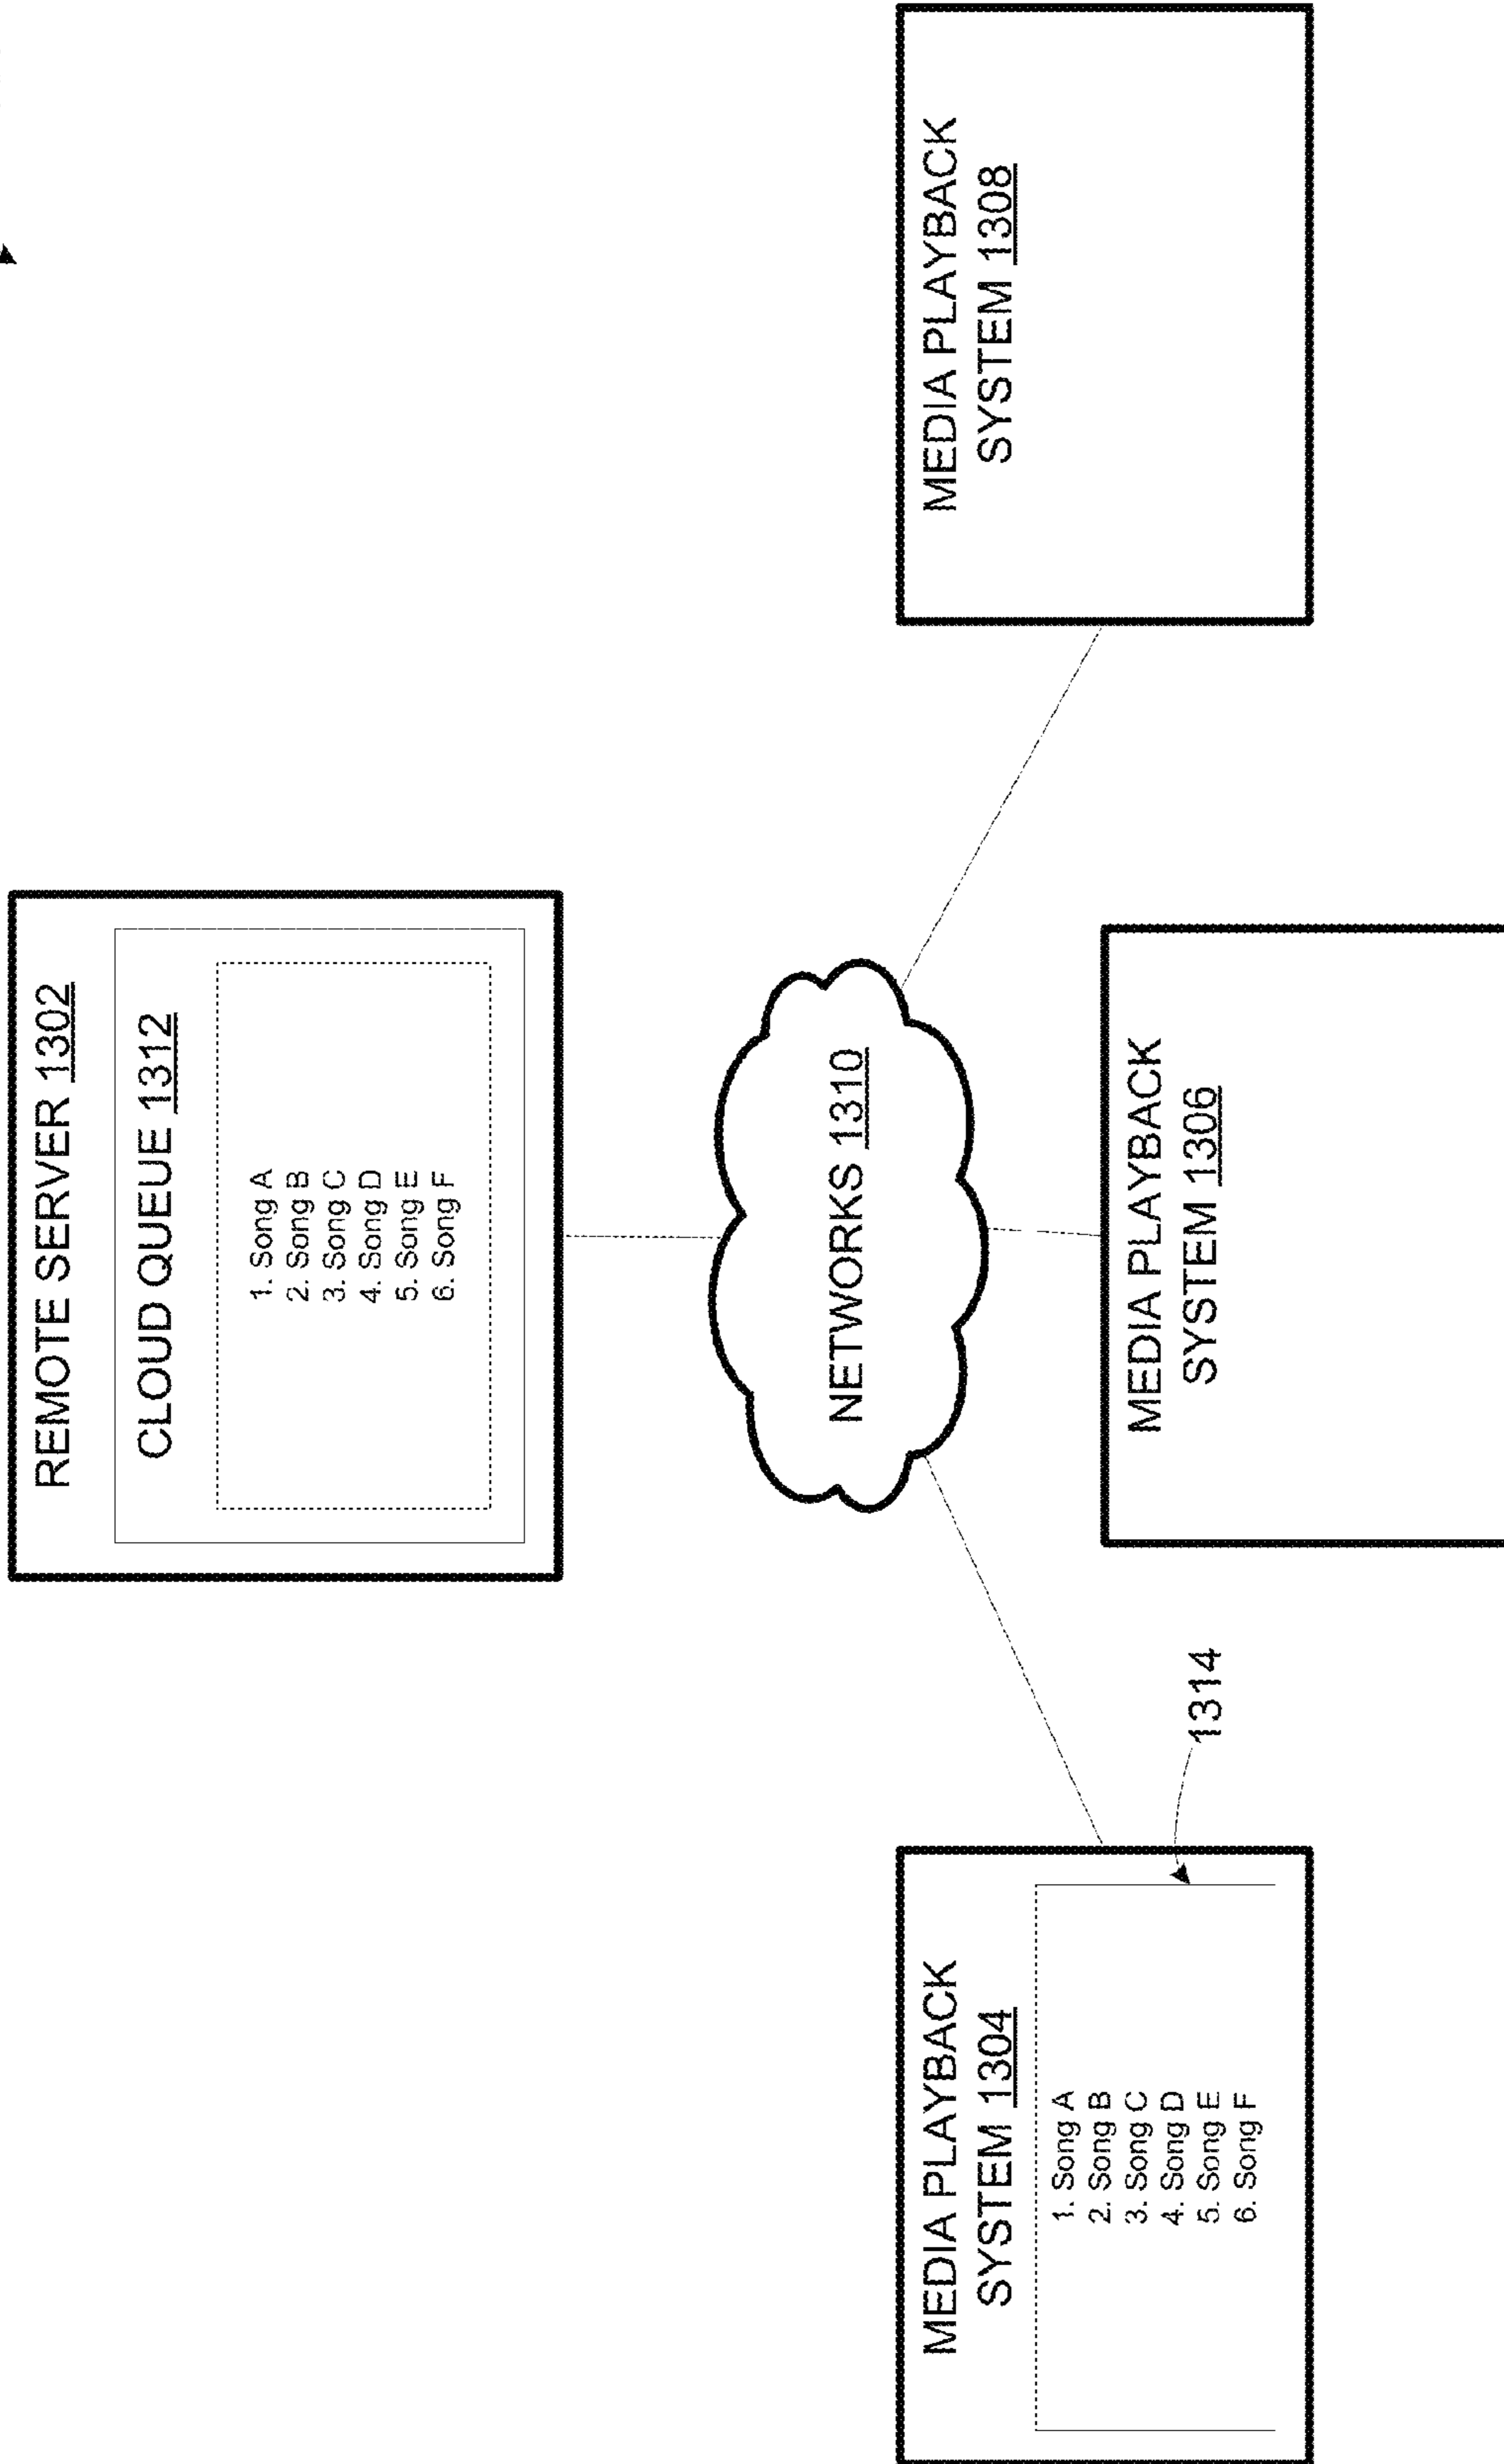 REMOTE SERVER 1302
CLOUD QUEUE 1312
1. Song A
2. Song B
3. Song C
4. Song D
5. Song E
6. Song F
NETWORKS 1310
MEDIA PLAYBACK
SYSTEM 1304
1. Song A
2. Song B
3. Song C
4. Song D
5. Song E
6. Song F
1314
MEDIA PLAYBACK
SYSTEM 1306
MEDIA PLAYBACK
SYSTEM 1308